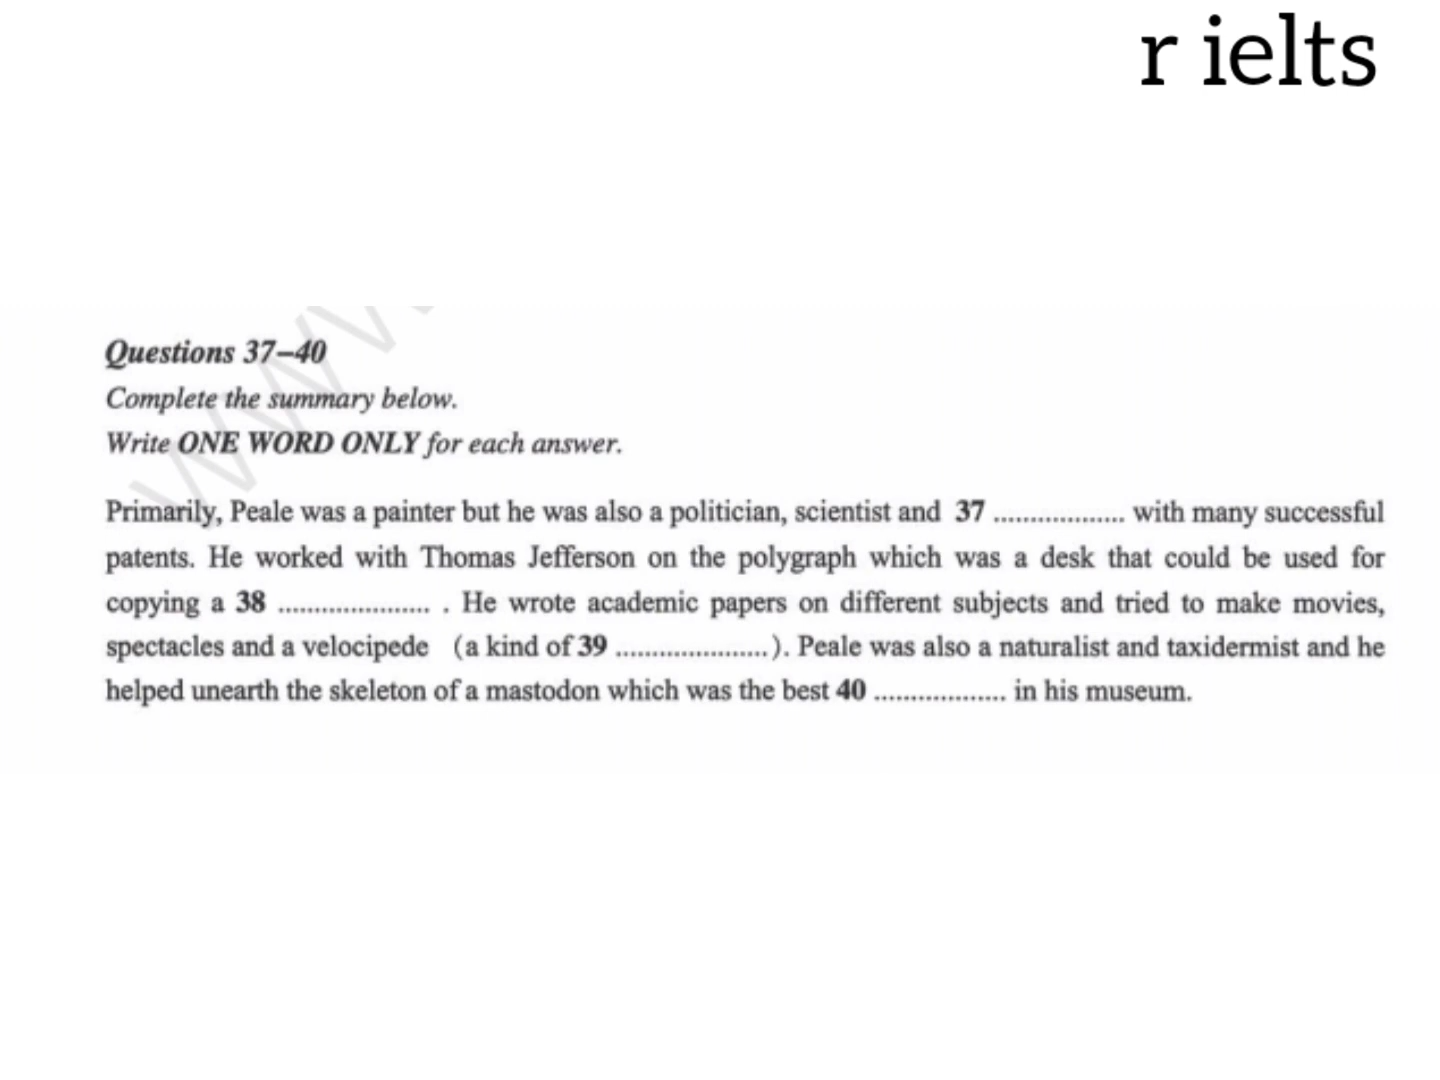 r ielts
Questions 37–40
Complete the summary below.
Write ONE WORD ONLY for each answer.
Primarily, Peale was a painter but he was also a politician, scientist and 37 .................. with many successful
patents. He worked with Thomas Jefferson on the polygraph which was a desk that could be used for
copying a 38 ..................... . He wrote academic papers on different subjects and tried to make movies,
spectacles and a velocipede (a kind of 39 .....................). Peale was also a naturalist and taxidermist and he
helped unearth the skeleton of a mastodon which was the best 40 .................. in his museum.